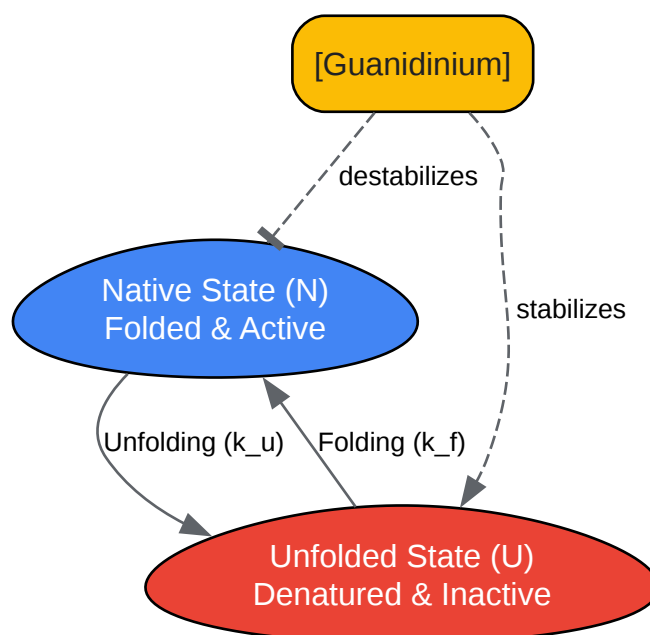 [Guanidinium]
destabilizes
Native State (N)
Folded & Active
stabilizes
Unfolding (k_u)
Folding (k_f)
Unfolded State (U)
Denatured & Inactive